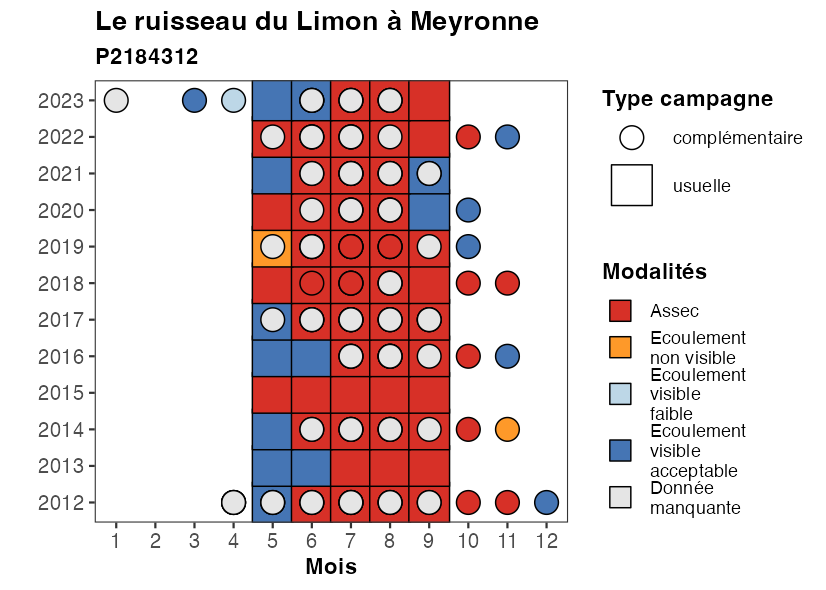 Le ruisseau du Limon à Meyronne
P2184312
2023
2022
2021
2020
2019
2018
2017
2016
2015
2014
2013
2012
1 2 3 4 5 6 7 8 9 10 11 12
Mois
Type campagne
complémentaire
usuelle
Modalités
Assec
Ecoulement
non visible
Ecoulement
visible
faible
Ecoulement
visible
acceptable
Donnée
manquante